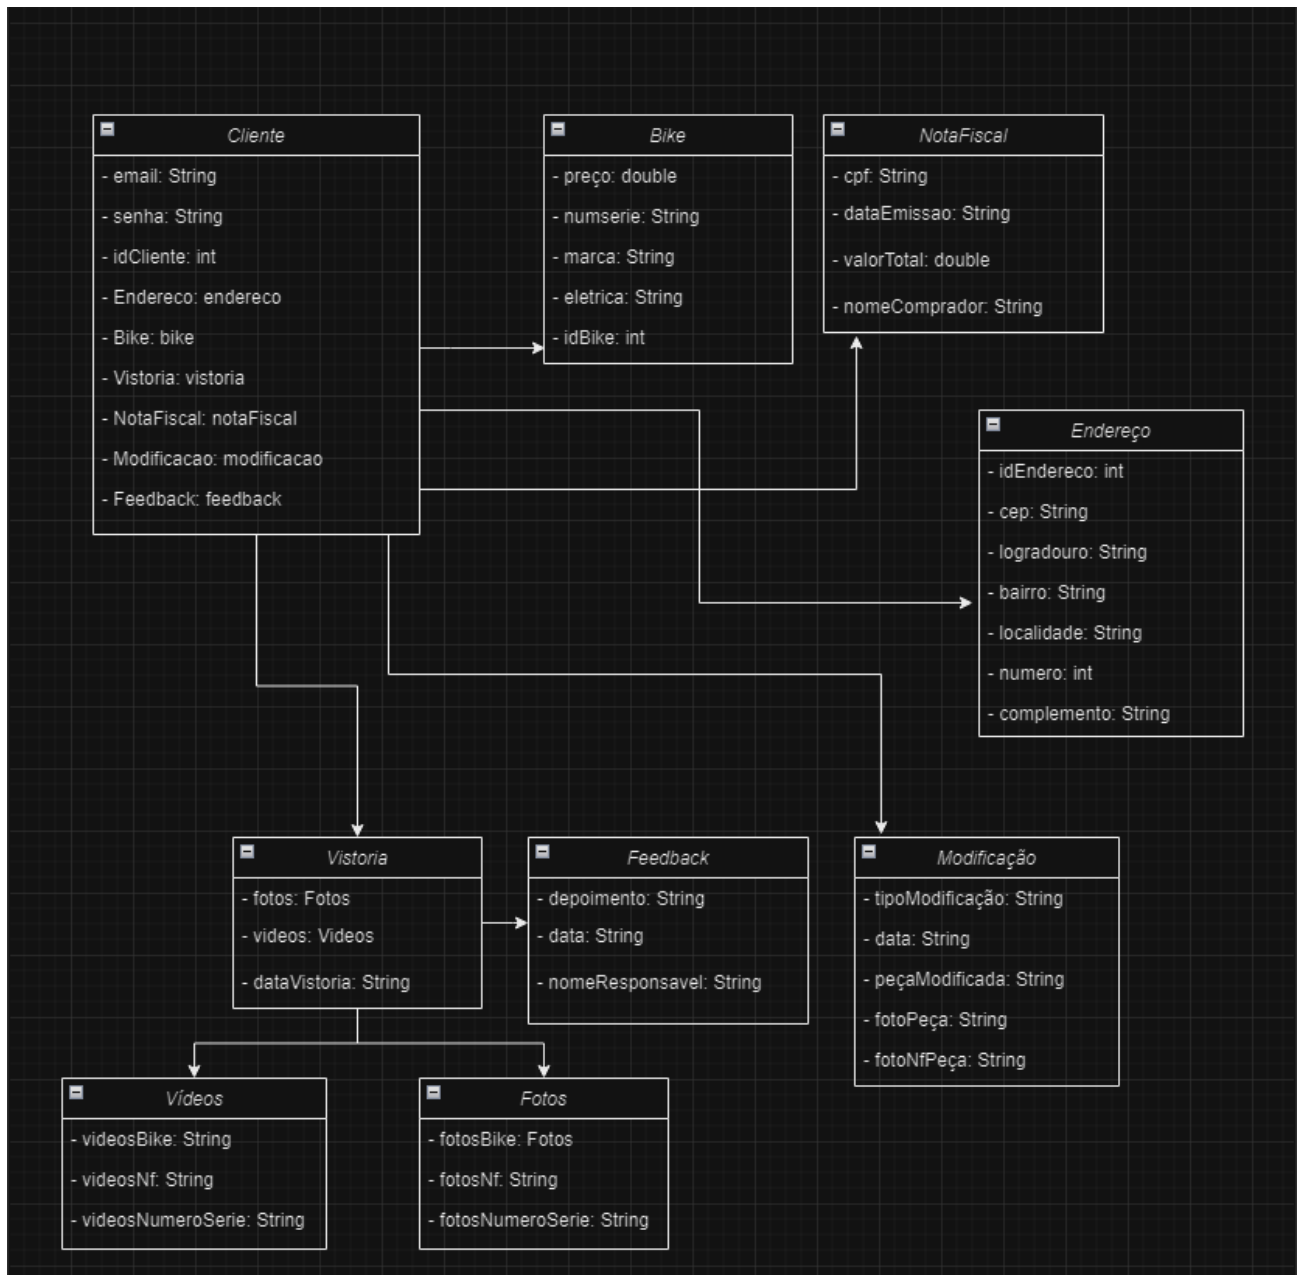 Cliente
- email: String
- senha: String
- idCliente: int
- Endereco: endereco
- Bike: bike
- Vistoria: vistoria
- NotaFiscal: notaFiscal
- Modificacao: modificacao
- Feedback: feedback
Bike
- preço: double
- numserie: String
- marca: String
- eletrica: String
- idBike: int
NotaFiscal
- cpf: String
- dataEmissao: String
- valorTotal: double
- nomeComprador: String
Endereço
- idEndereco: int
- cep: String
- logradouro: String
- bairro: String
- localidade: String
- numero: int
- complemento: String
Vistoria
- fotos: Fotos
- videos: Videos
- dataVistoria: String
Feedback
- depoimento: String
- data: String
- nomeResponsavel: String
Modificação
- tipoModificação: String
- data: String
- peçaModificada: String
- fotoPeça: String
- fotoNfPeça: String
Vídeos
- videosBike: String
- videosNf: String
- videosNumeroSerie: String
Fotos
- fotosBike: Fotos
- fotosNf: String
- fotosNumeroSerie: String